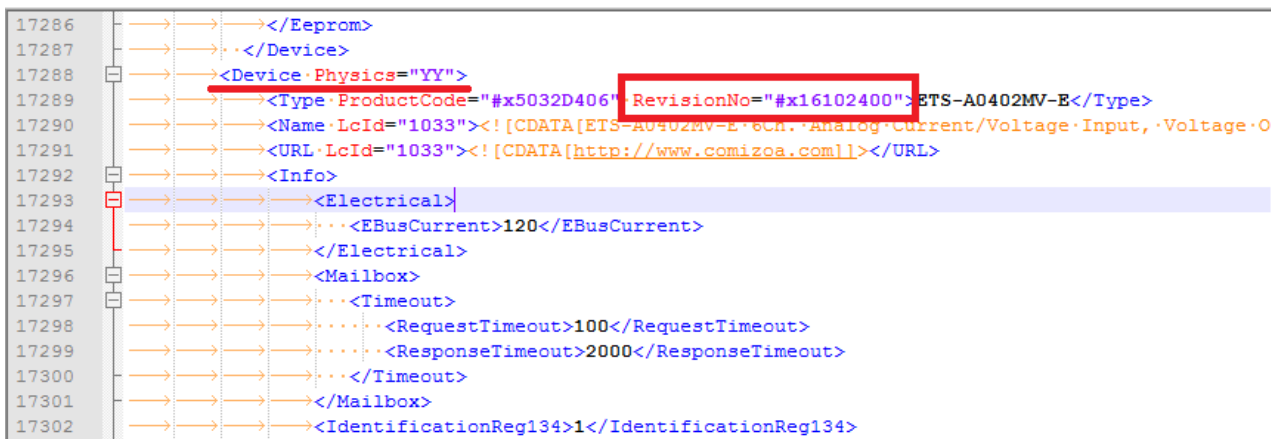 17286 </Eeprom>
17287 </Device>
17288 <Device Physics="YY">
17289 <Type ProductCode="#x5032D406" RevisionNo="#x16102400">ETS-A0402MV-E</Type>
17290 <Name LcId="1033"><![CDATA[ETS-A0402MV-E 6Ch. Analog Current/Voltage Input, Voltage O
17291 <URL LcId="1033"><![CDATA[http://www.comizoa.com]]></URL>
17292 <Info>
17293 <Electrical>
17294 <EBusCurrent>120</EBusCurrent>
17295 </Electrical>
17296 <Mailbox>
17297 <Timeout>
17298 <RequestTimeout>100</RequestTimeout>
17299 <ResponseTimeout>2000</ResponseTimeout>
17300 </Timeout>
17301 </Mailbox>
17302 <IdentificationReg134>1</IdentificationReg134>